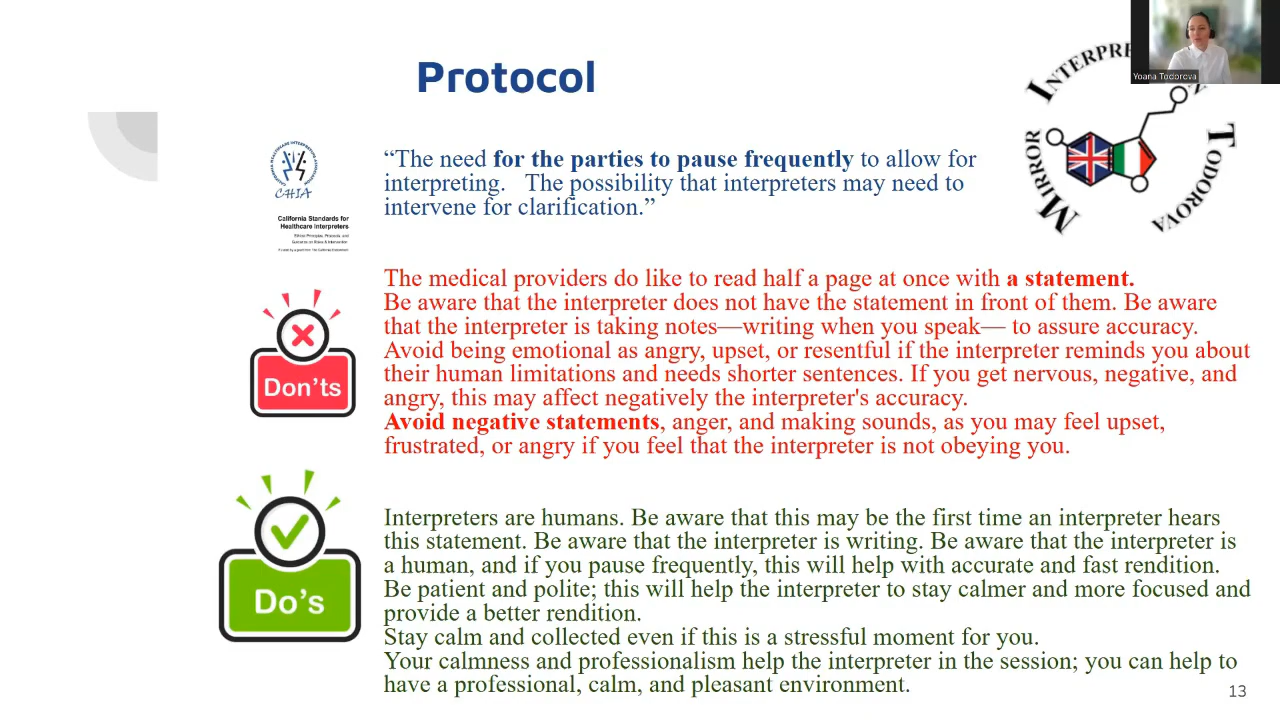 Protocol
Yoana Todorova
MIRROR INTERPRE
TODOROVA
“The need for the parties to pause frequently to allow for
interpreting. The possibility that interpreters may need to
intervene for clarification.”
CALIFORNIA HEALTHCARE INTERPRETING ASSOCIATION
CHIA
California Standards for
Healthcare Interpreters
Ethical Principles, Protocols, and
Guidance on Roles & Intervention
The medical providers do like to read half a page at once with a statement.
Be aware that the interpreter does not have the statement in front of them. Be aware
that the interpreter is taking notes—writing when you speak— to assure accuracy.
Avoid being emotional as angry, upset, or resentful if the interpreter reminds you about
their human limitations and needs shorter sentences. If you get nervous, negative, and
angry, this may affect negatively the interpreter's accuracy.
Avoid negative statements, anger, and making sounds, as you may feel upset,
frustrated, or angry if you feel that the interpreter is not obeying you.
Don’ts
Interpreters are humans. Be aware that this may be the first time an interpreter hears
this statement. Be aware that the interpreter is writing. Be aware that the interpreter is
a human, and if you pause frequently, this will help with accurate and fast rendition.
Be patient and polite; this will help the interpreter to stay calmer and more focused and
provide a better rendition.
Stay calm and collected even if this is a stressful moment for you.
Your calmness and professionalism help the interpreter in the session; you can help to
have a professional, calm, and pleasant environment.
Do’s
13